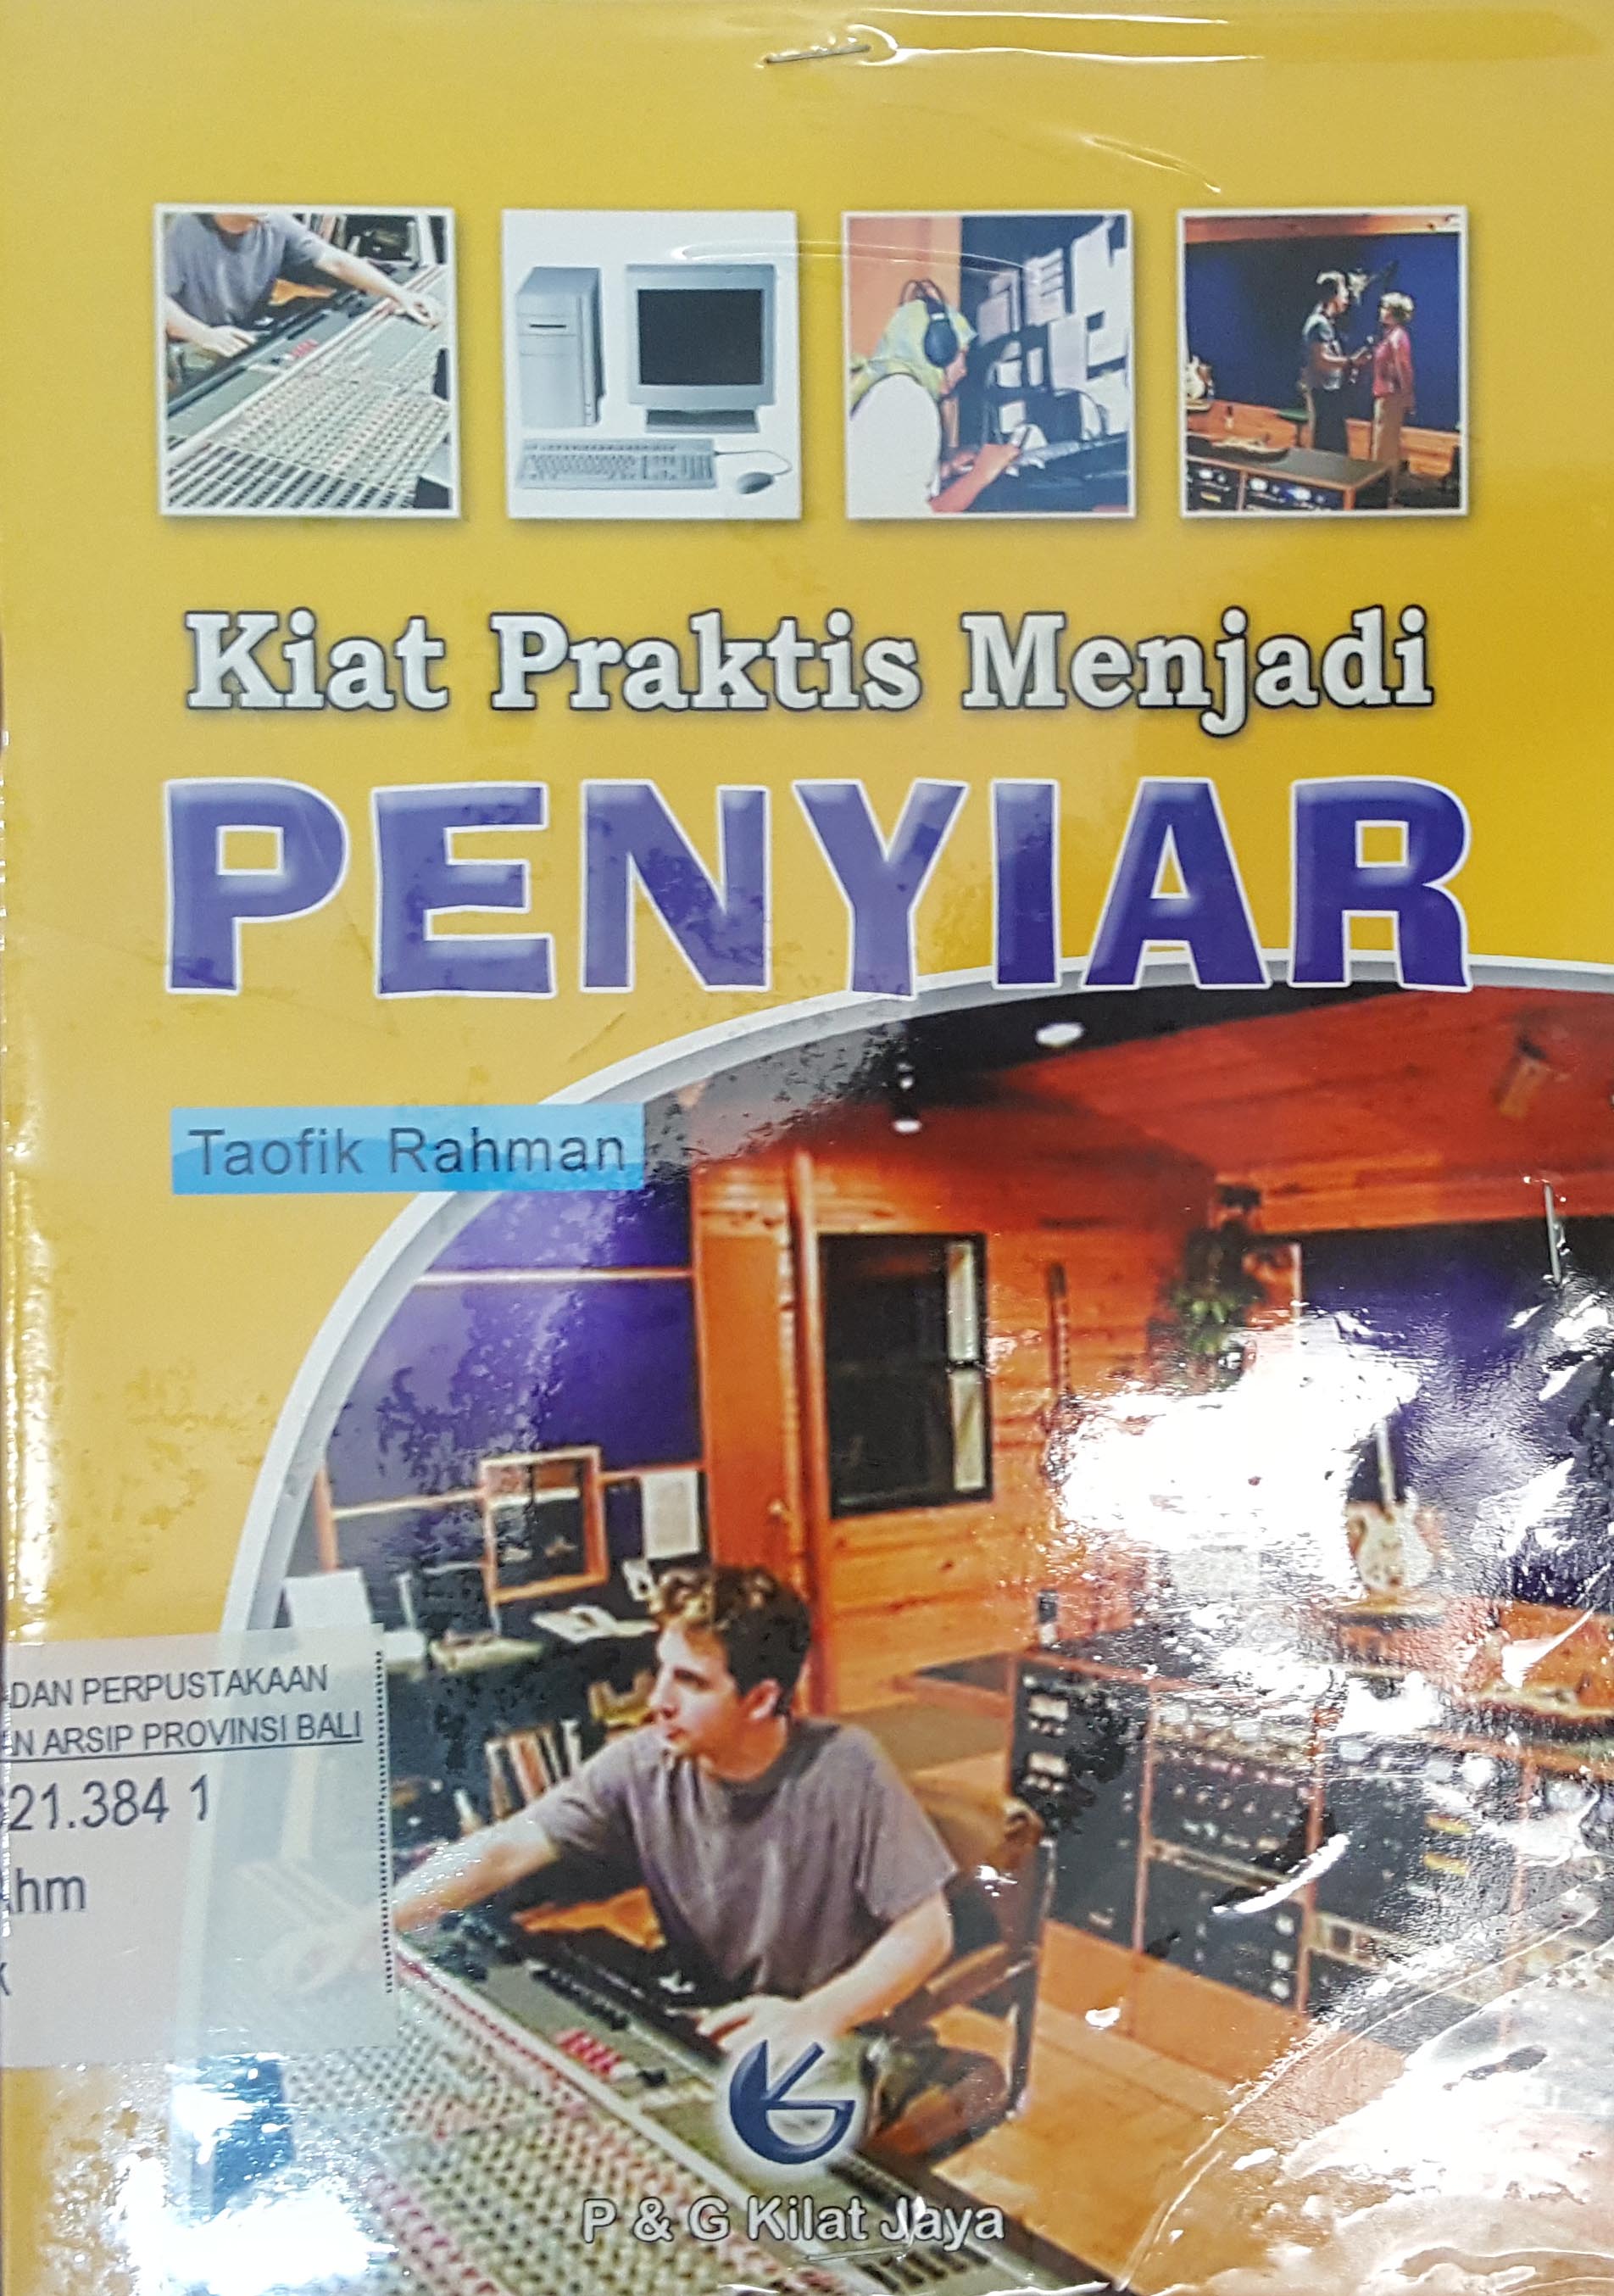 Kiat Praktis Menjadi
PENYIAR
Taofik Rahman
DAN PERPUSTAKAAN
N ARSIP PROVINSI BALI
21.384 1
hm
k
P & G Kilat Jaya